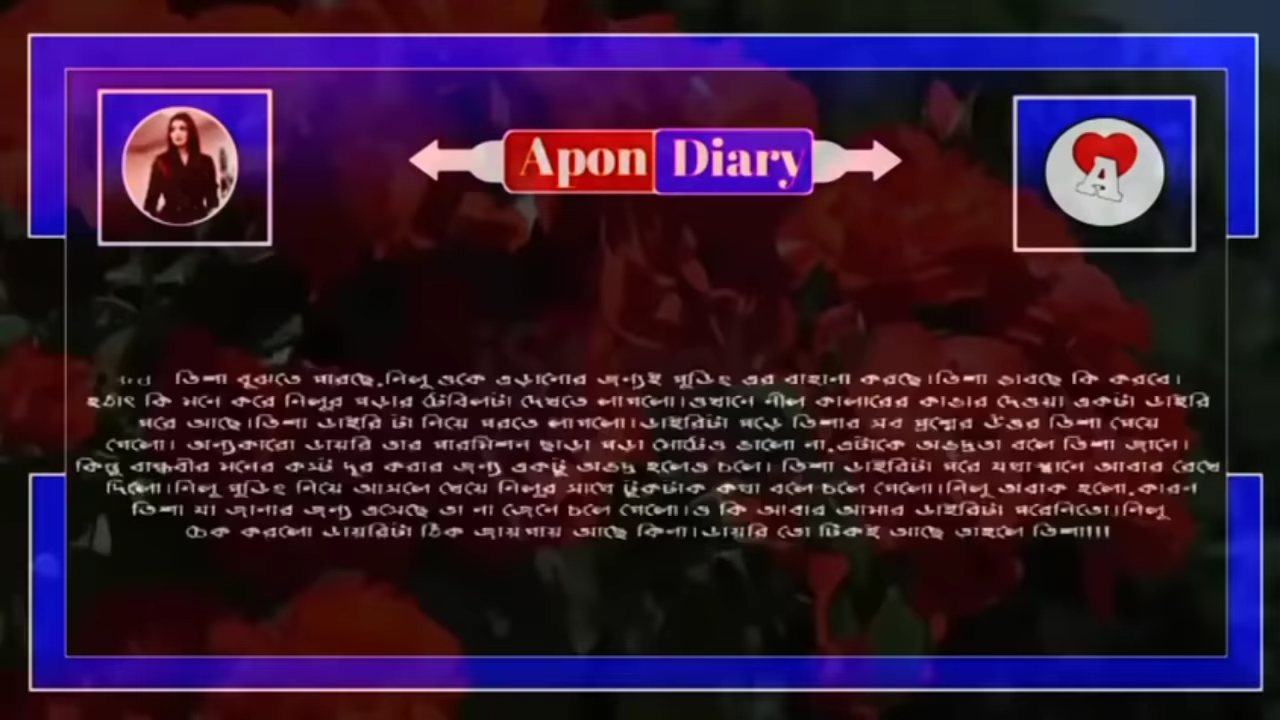 Apon Diary
A
তিশা বুঝতে পারছে,নিলু ওকে এড়ানোর জন্যই পুডিং এর বাহানা করছে।তিশা ভাবছে কি করবে।
হঠাৎ কি মনে করে নিলুর পড়ার টেবিলটা দেখতে লাগলো।ওখানে নীল কালারের কাভার দেওয়া একটা ডাইরি
পরে আছে।তিশা ডাইরি টা নিয়ে পরতে লাগলো।ডাইরিটা পড়ে তিশার সব প্রশ্নের উত্তর তিশা পেয়ে
গেলো। অন্যকারো ডায়রি তার পারমিশন ছাড়া পড়া মোটেও ভালো না,এটাকে অভদ্রতা বলে তিশা জানে।
কিন্তু বান্ধবীর মনের কস্ট দূর করার জন্য একটু অভদ্র হলেও চলে। তিশা ডাইরিটা পরে যথাস্থানে আবার রেখে
দিলো।নিলু পুডিং নিয়ে আসলে খেয়ে নিলুর সাথে টুকটাক কথা বলে চলে গেলো।নিলু অবাক হলো,কারণ
তিশা যা জানার জন্য এসেছে তা না জেনে চলে গেলো।ও কি আবার আমার ডাইরিটা পরেনিতো।নিলু
চেক করলো ডায়রিটা ঠিক জায়গায় আছে কিনা।ডায়রি তো ঠিকই আছে তাহলে তিশা!!!